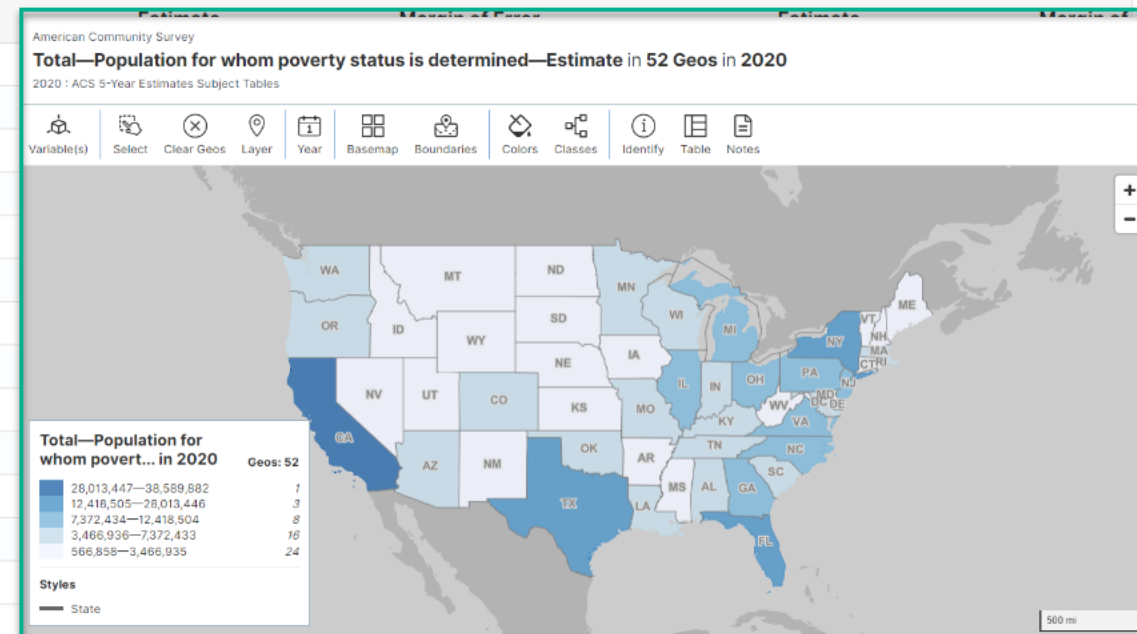 Estimate Margin of Error Estimate Margin of
American Community Survey
Total—Population for whom poverty status is determined—Estimate in 52 Geos in 2020
2020 : ACS 5-Year Estimates Subject Tables
Variable(s) Select Clear Geos Layer Year Basemap Boundaries Colors Classes Identify Table Notes
+
−
WA
MT
ND
MN
ME
OR
ID
SD
WI
MI
VT
NH
NY
WY
MA
IA
CT
RI
NE
PA
NJ
NV
UT
CO
IL
IN
OH
MD
DC
DE
KS
MO
WV
VA
CA
KY
NC
AZ
NM
OK
TN
AR
SC
MS
AL
GA
TX
LA
FL
Total—Population for
whom povert... in 2020 Geos: 52
28,013,447—38,589,882 1
12,418,505—28,013,446 3
7,372,434—12,418,504 8
3,466,936—7,372,433 16
566,858—3,466,935 24
Styles
State
500 mi